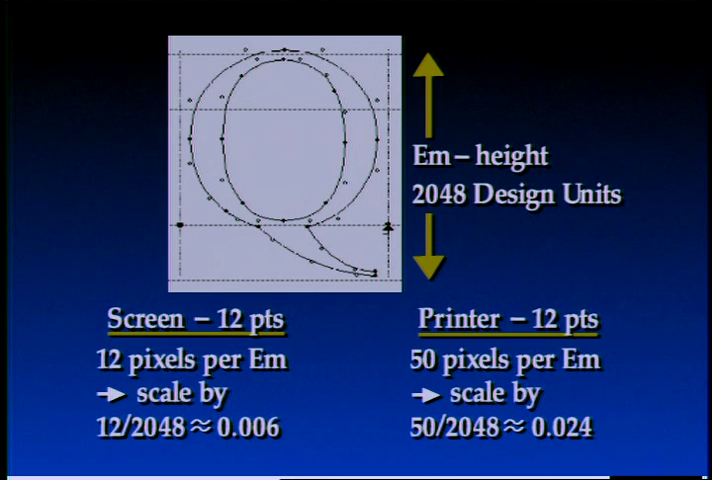 Em – height
2048 Design Units
Screen – 12 pts
12 pixels per Em
→ scale by
12/2048 ≈ 0.006
Printer – 12 pts
50 pixels per Em
→ scale by
50/2048 ≈ 0.024